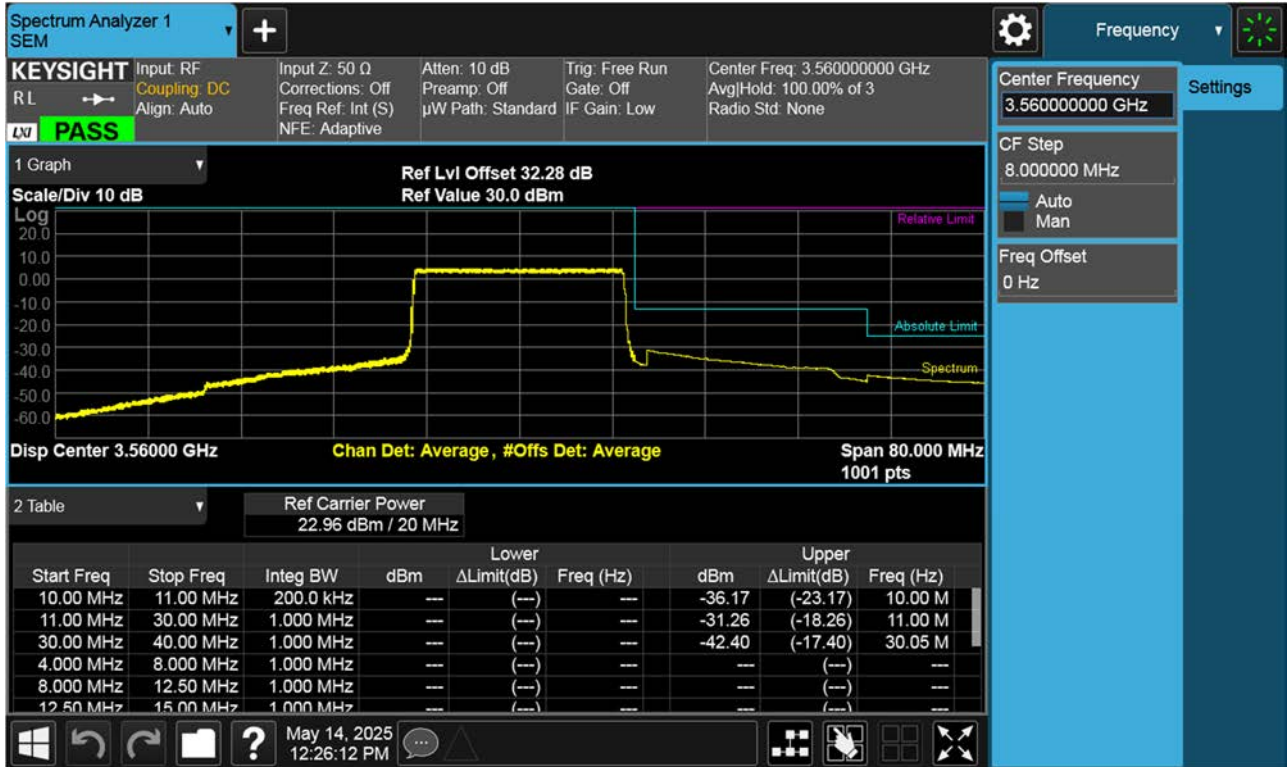 Spectrum Analyzer 1
SEM
+
Frequency
KEYSIGHT
RL
LXI
PASS
Input: RF
Coupling: DC
Align: Auto
Input Z: 50 Ω
Corrections: Off
Freq Ref: Int (S)
NFE: Adaptive
Atten: 10 dB
Preamp: Off
µW Path: Standard
Trig: Free Run
Gate: Off
IF Gain: Low
Center Freq: 3.560000000 GHz
Avg|Hold: 100.00% of 3
Radio Std: None
Center Frequency
3.560000000 GHz
Settings
CF Step
8.000000 MHz
Auto
Man
Freq Offset
0 Hz
1 Graph
Scale/Div 10 dB
Ref Lvl Offset 32.28 dB
Ref Value 30.0 dBm
Log
20.0
10.0
0.00
-10.0
-20.0
-30.0
-40.0
-50.0
-60.0
Relative Limit
Absolute Limit
Spectrum
Disp Center 3.56000 GHz
Chan Det: Average, #Offs Det: Average
Span 80.000 MHz
1001 pts
2 Table
Ref Carrier Power
22.96 dBm / 20 MHz
Lower Upper
Start Freq Stop Freq Integ BW dBm ΔLimit(dB) Freq (Hz) dBm ΔLimit(dB) Freq (Hz)
10.00 MHz 11.00 MHz 200.0 kHz --- (---) --- -36.17 (-23.17) 10.00 M
11.00 MHz 30.00 MHz 1.000 MHz --- (---) --- -31.26 (-18.26) 11.00 M
30.00 MHz 40.00 MHz 1.000 MHz --- (---) --- -42.40 (-17.40) 30.05 M
4.000 MHz 8.000 MHz 1.000 MHz --- (---) --- --- (---) ---
8.000 MHz 12.50 MHz 1.000 MHz --- (---) --- --- (---) ---
12.50 MHz 15.00 MHz 1.000 MHz --- (---) --- --- (---) ---
?
May 14, 2025
12:26:12 PM